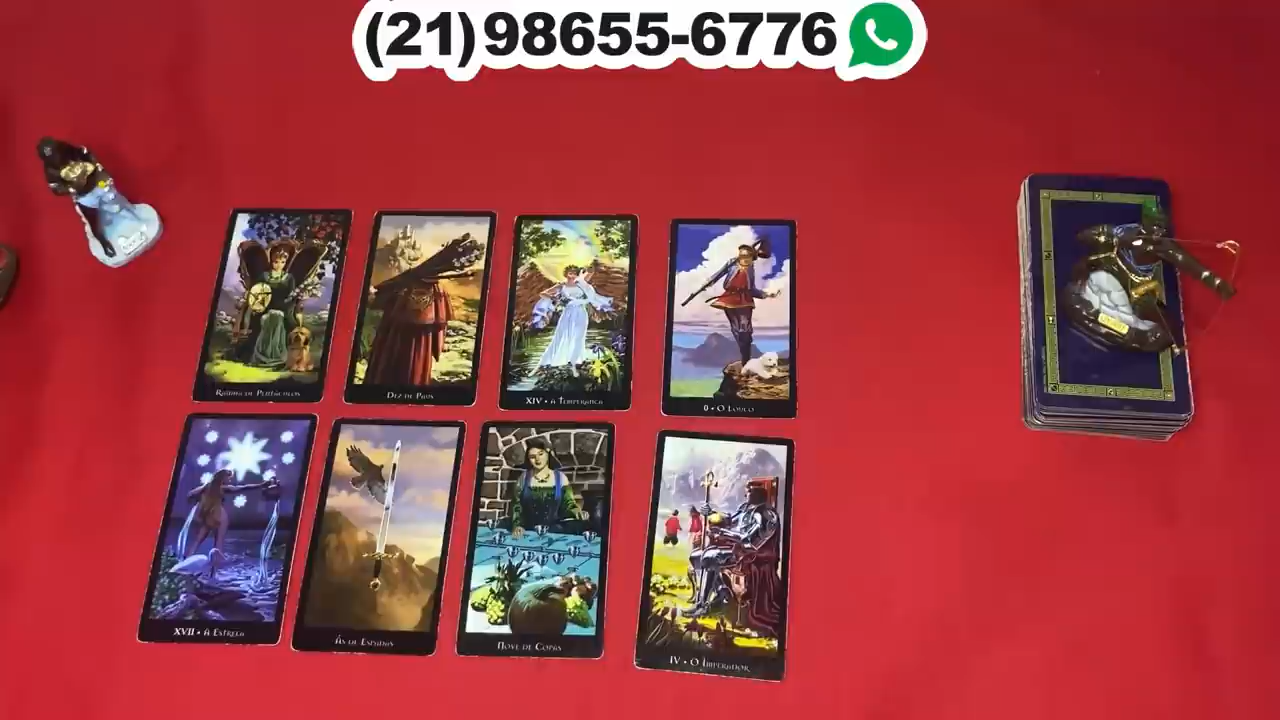 (21)98655-6776
RAINHA DE PENTÁCULOS
DEZ DE PAUS
XIV • A TEMPERANÇA
0 • O LOUCO
XVII • A ESTRELA
ÁS DE ESPADAS
NOVE DE COPAS
IV • O IMPERADOR